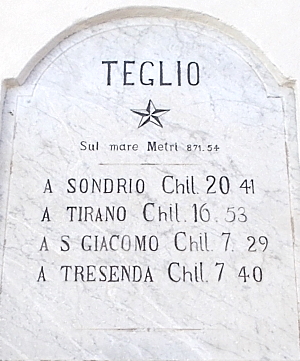 TEGLIO
Sul mare Metri 871.54
A SONDRIO Chil. 20 41
A TIRANO Chil. 16. 53
A S GIACOMO Chil. 7. 29
A TRESENDA Chil. 7 40